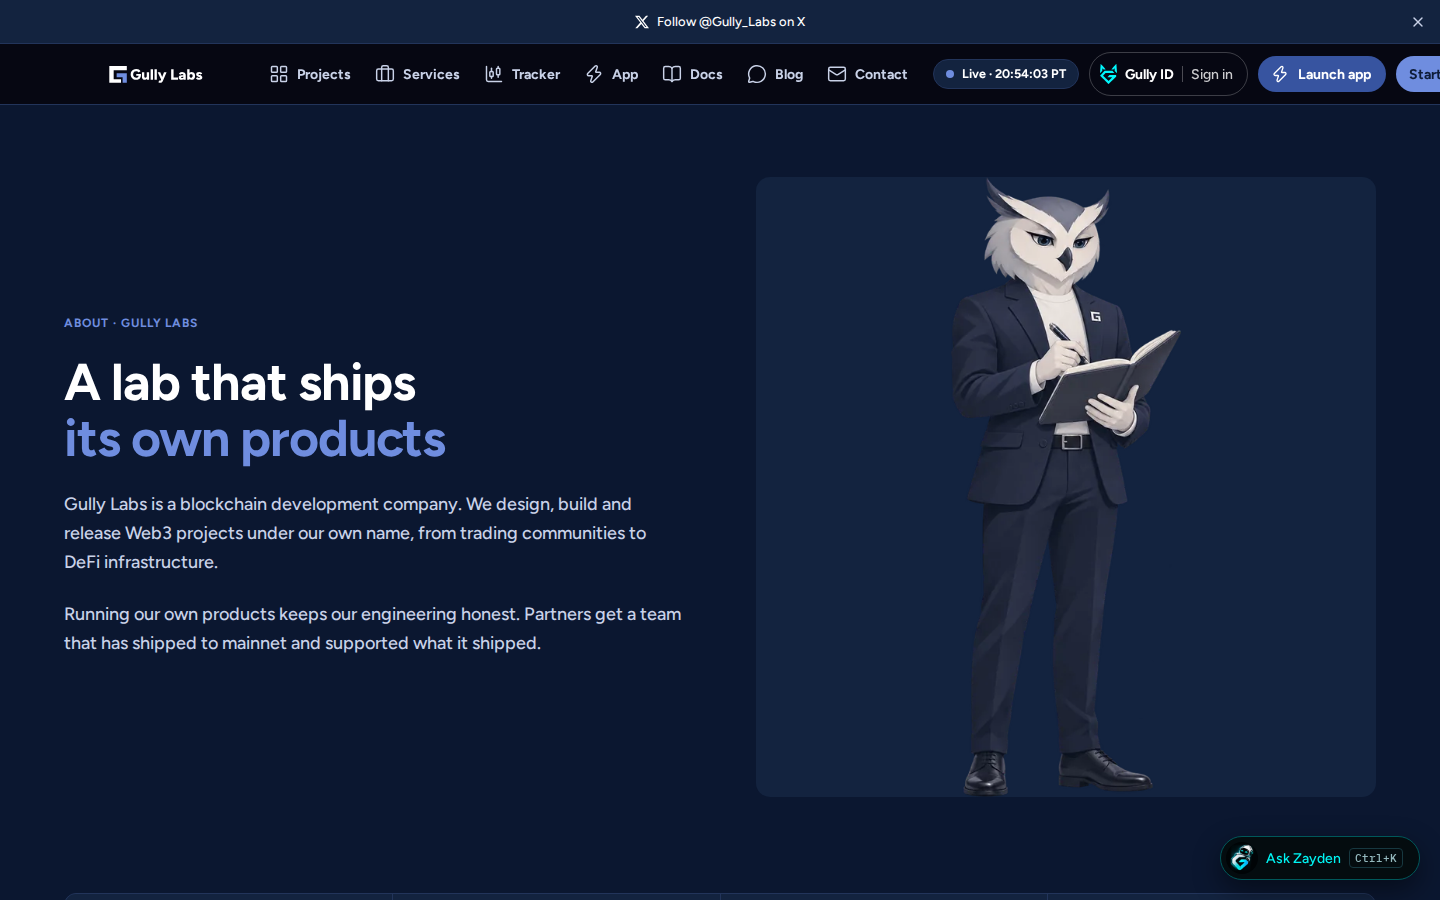 Follow @Gully_Labs on X
Gully Labs
Projects
Services
Tracker
App
Docs
Blog
Contact
Live · 20:54:03 PT
Gully ID
Sign in
Launch app
Start
ABOUT · GULLY LABS
A lab that ships
its own products
Gully Labs is a blockchain development company. We design, build and
release Web3 projects under our own name, from trading communities to
DeFi infrastructure.
Running our own products keeps our engineering honest. Partners get a team
that has shipped to mainnet and supported what it shipped.
Ask Zayden
Ctrl+K